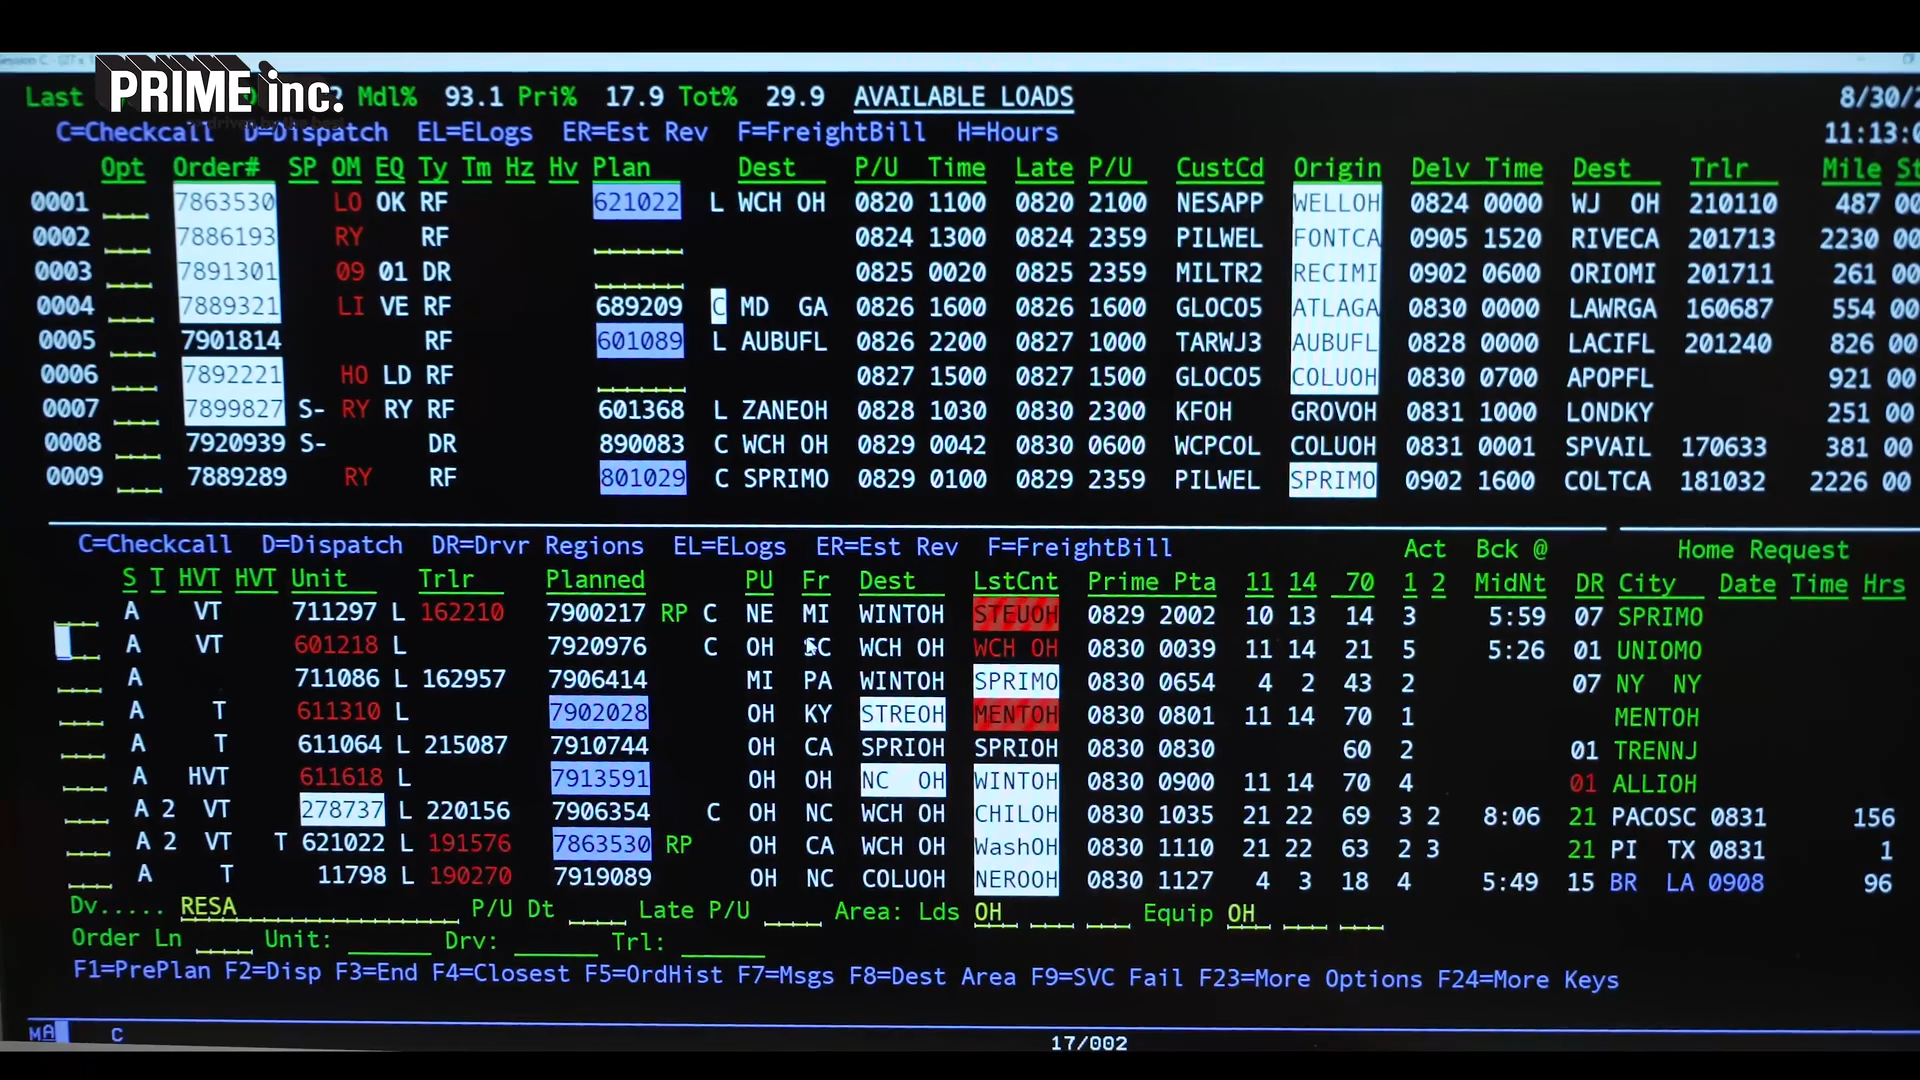 PRIME inc.
Last Mdl% 93.1 Pri% 17.9 Tot% 29.9 AVAILABLE LOADS 8/30/
C=Checkcall D=Dispatch EL=ELogs ER=Est Rev F=FreightBill H=Hours 11:13:
Opt Order# SP OM EQ Ty Tm Hz Hv Plan Dest P/U Time Late P/U CustCd Origin Delv Time Dest Trlr Mile St
0001 7863530 LO OK RF 621022 L WCH OH 0820 1100 0820 2100 NESAPP WELLOH 0824 0000 WJ OH 210110 487 00
0002 7886193 RY RF 0824 1300 0824 2359 PILWEL FONTCA 0905 1520 RIVECA 201713 2230 00
0003 7891301 09 01 DR 0825 0020 0825 2359 MILTR2 RECIMI 0902 0600 ORIOMI 201711 261 00
0004 7889321 LI VE RF 689209 C MD GA 0826 1600 0826 1600 GLOCO5 ATLAGA 0830 0000 LAWRGA 160687 554 00
0005 7901814 RF 601089 L AUBUFL 0826 2200 0827 1000 TARWJ3 AUBUFL 0828 0000 LACIFL 201240 826 00
0006 7892221 HO LD RF 0827 1500 0827 1500 GLOCO5 COLUOH 0830 0700 APOPFL 921 00
0007 7899827 S- RY RY RF 601368 L ZANEOH 0828 1030 0830 2300 KFOH GROVOH 0831 1000 LONDKY 251 00
0008 7920939 S- DR 890083 C WCH OH 0829 0042 0830 0600 WCPCOL COLUOH 0831 0001 SPVAIL 170633 381 00
0009 7889289 RY RF 801029 C SPRIMO 0829 0100 0829 2359 PILWEL SPRIMO 0902 1600 COLTCA 181032 2226 00
C=Checkcall D=Dispatch DR=Drvr Regions EL=ELogs ER=Est Rev F=FreightBill Act Bck @ Home Request
S T HVT HVT Unit Trlr Planned PU Fr Dest LstCnt Prime Pta 11 14 70 1 2 MidNt DR City Date Time Hrs
A VT 711297 L 162210 7900217 RP C NE MI WINTOH STEUOH 0829 2002 10 13 14 3 5:59 07 SPRIMO
A VT 601218 L 7920976 C OH SC WCH OH WCH OH 0830 0039 11 14 21 5 5:26 01 UNIOMO
A 711086 L 162957 7906414 MI PA WINTOH SPRIMO 0830 0654 4 2 43 2 07 NY NY
A T 611310 L 7902028 OH KY STREOH MENTOH 0830 0801 11 14 70 1 MENTOH
A T 611064 L 215087 7910744 OH CA SPRIOH SPRIOH 0830 0830 60 2 01 TRENNJ
A HVT 611618 L 7913591 OH OH NC OH WINTOH 0830 0900 11 14 70 4 01 ALLIOH
A 2 VT 278737 L 220156 7906354 C OH NC WCH OH CHILOH 0830 1035 21 22 69 3 2 8:06 21 PACOSC 0831 156
A 2 VT T 621022 L 191576 7863530 RP OH CA WCH OH WashOH 0830 1110 21 22 63 2 3 21 PI TX 0831 1
A T 11798 L 190270 7919089 OH NC COLUOH NEROOH 0830 1127 4 3 18 4 5:49 15 BR LA 0908 96
Dv..... RESA P/U Dt Late P/U Area: Lds OH Equip OH
Order Ln Unit: Drv: Trl:
F1=PrePlan F2=Disp F3=End F4=Closest F5=OrdHist F7=Msgs F8=Dest Area F9=SVC Fail F23=More Options F24=More Keys
MA C 17/002